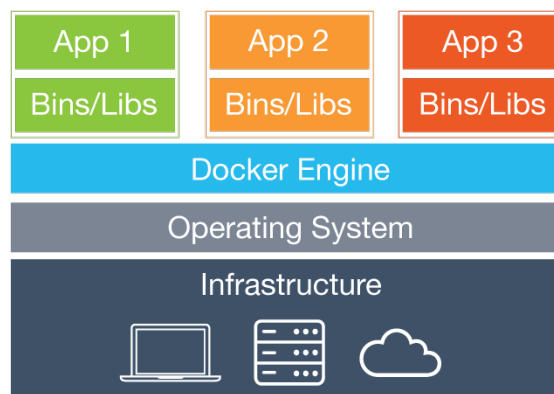 App 1 App 2 App 3
Bins/Libs Bins/Libs Bins/Libs
Docker Engine
Operating System
Infrastructure